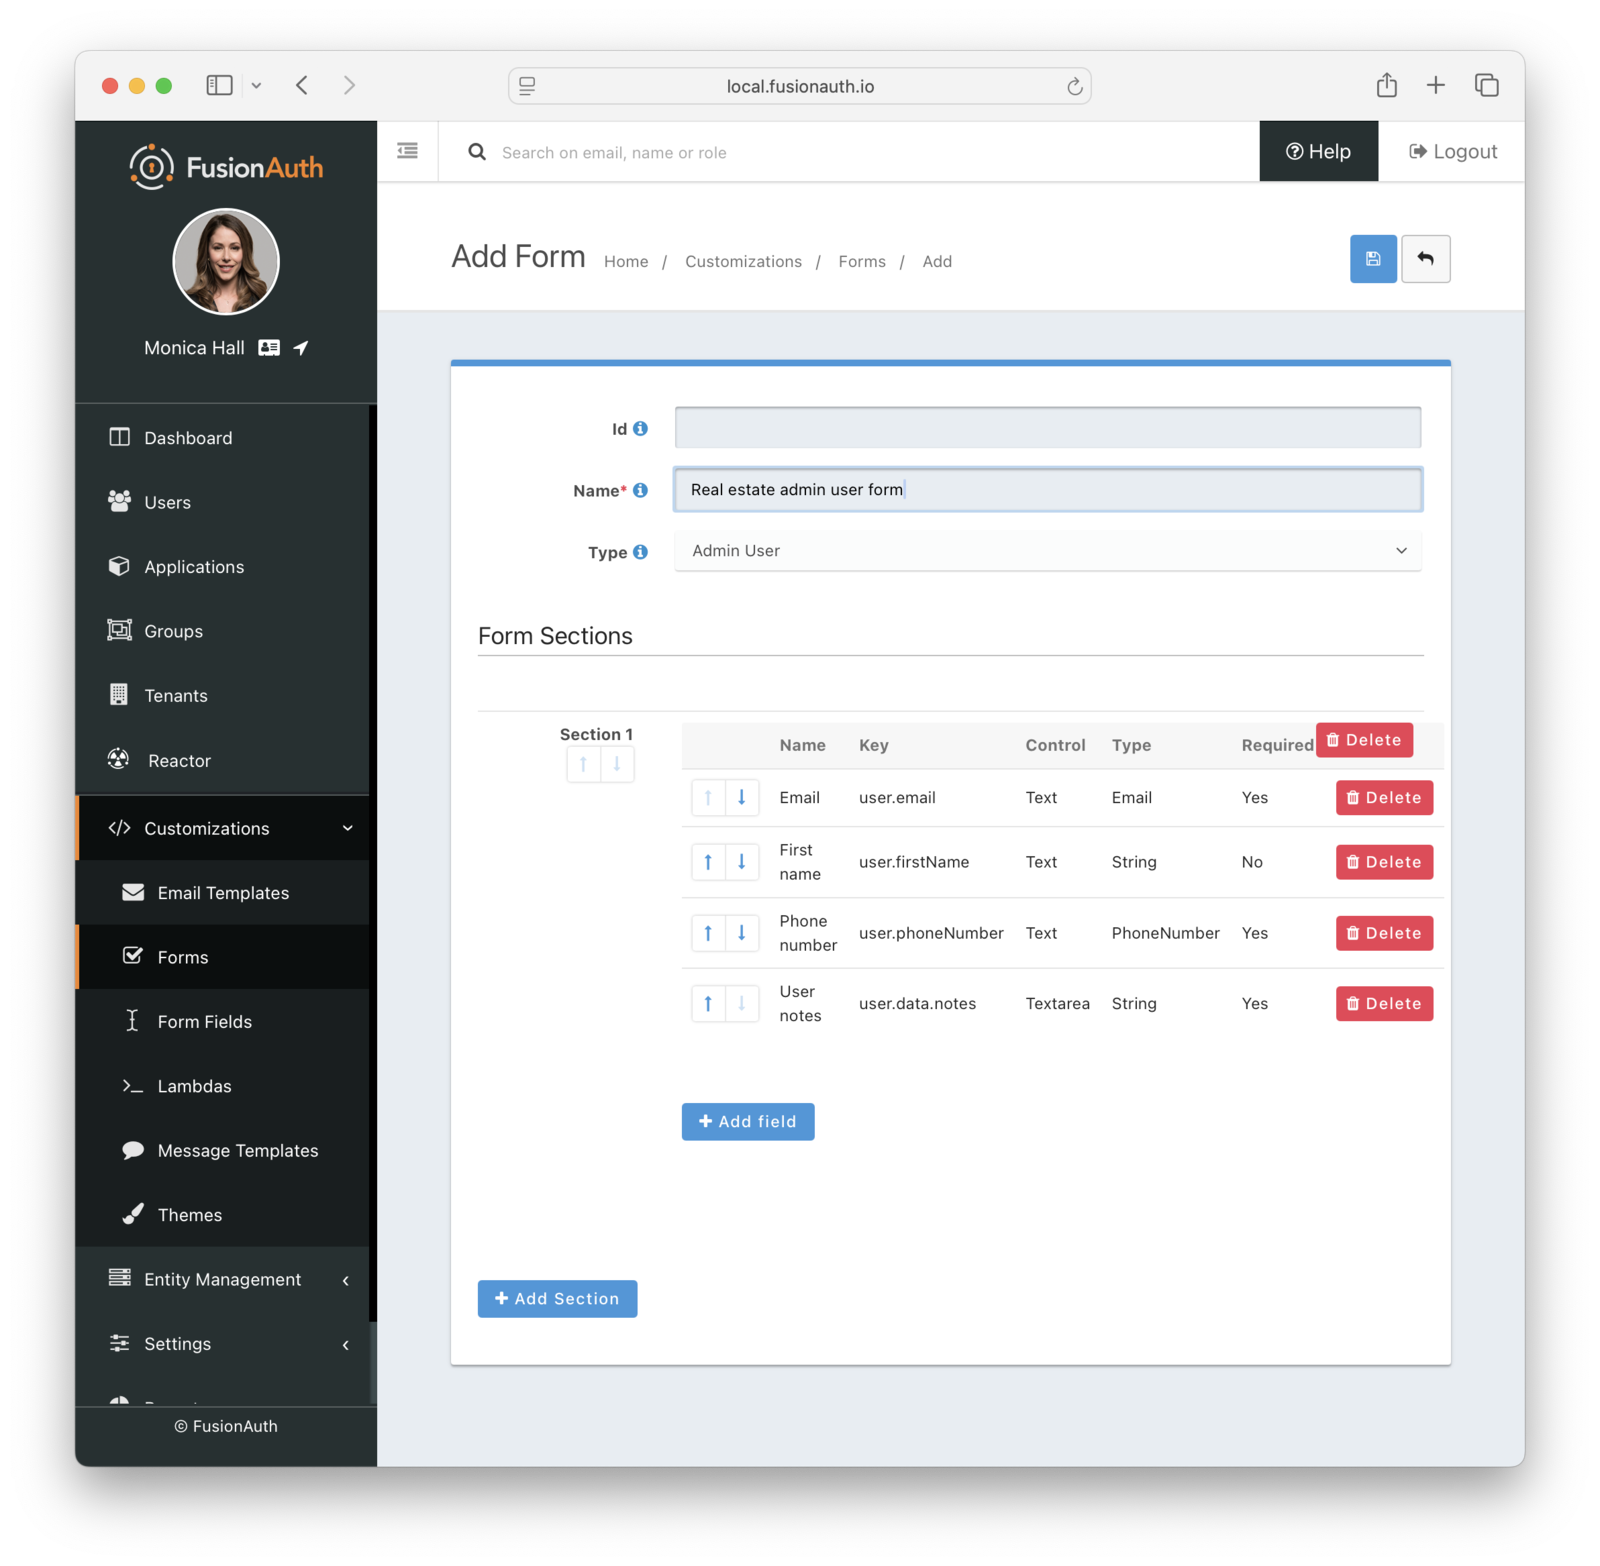 local.fusionauth.io
FusionAuth
Monica Hall
Dashboard
Users
Applications
Groups
Tenants
Reactor
Customizations
Email Templates
Forms
Form Fields
Lambdas
Message Templates
Themes
Entity Management
Settings
© FusionAuth
Search on email, name or role
Help
Logout
Add Form
Home / Customizations / Forms / Add
Id
Name* Real estate admin user form
Type Admin User
Form Sections
Section 1
Name Key Control Type Required Delete
Email user.email Text Email Yes Delete
First
name
user.firstName Text String No Delete
Phone
number
user.phoneNumber Text PhoneNumber Yes Delete
User
notes
user.data.notes Textarea String Yes Delete
Add field
Add Section